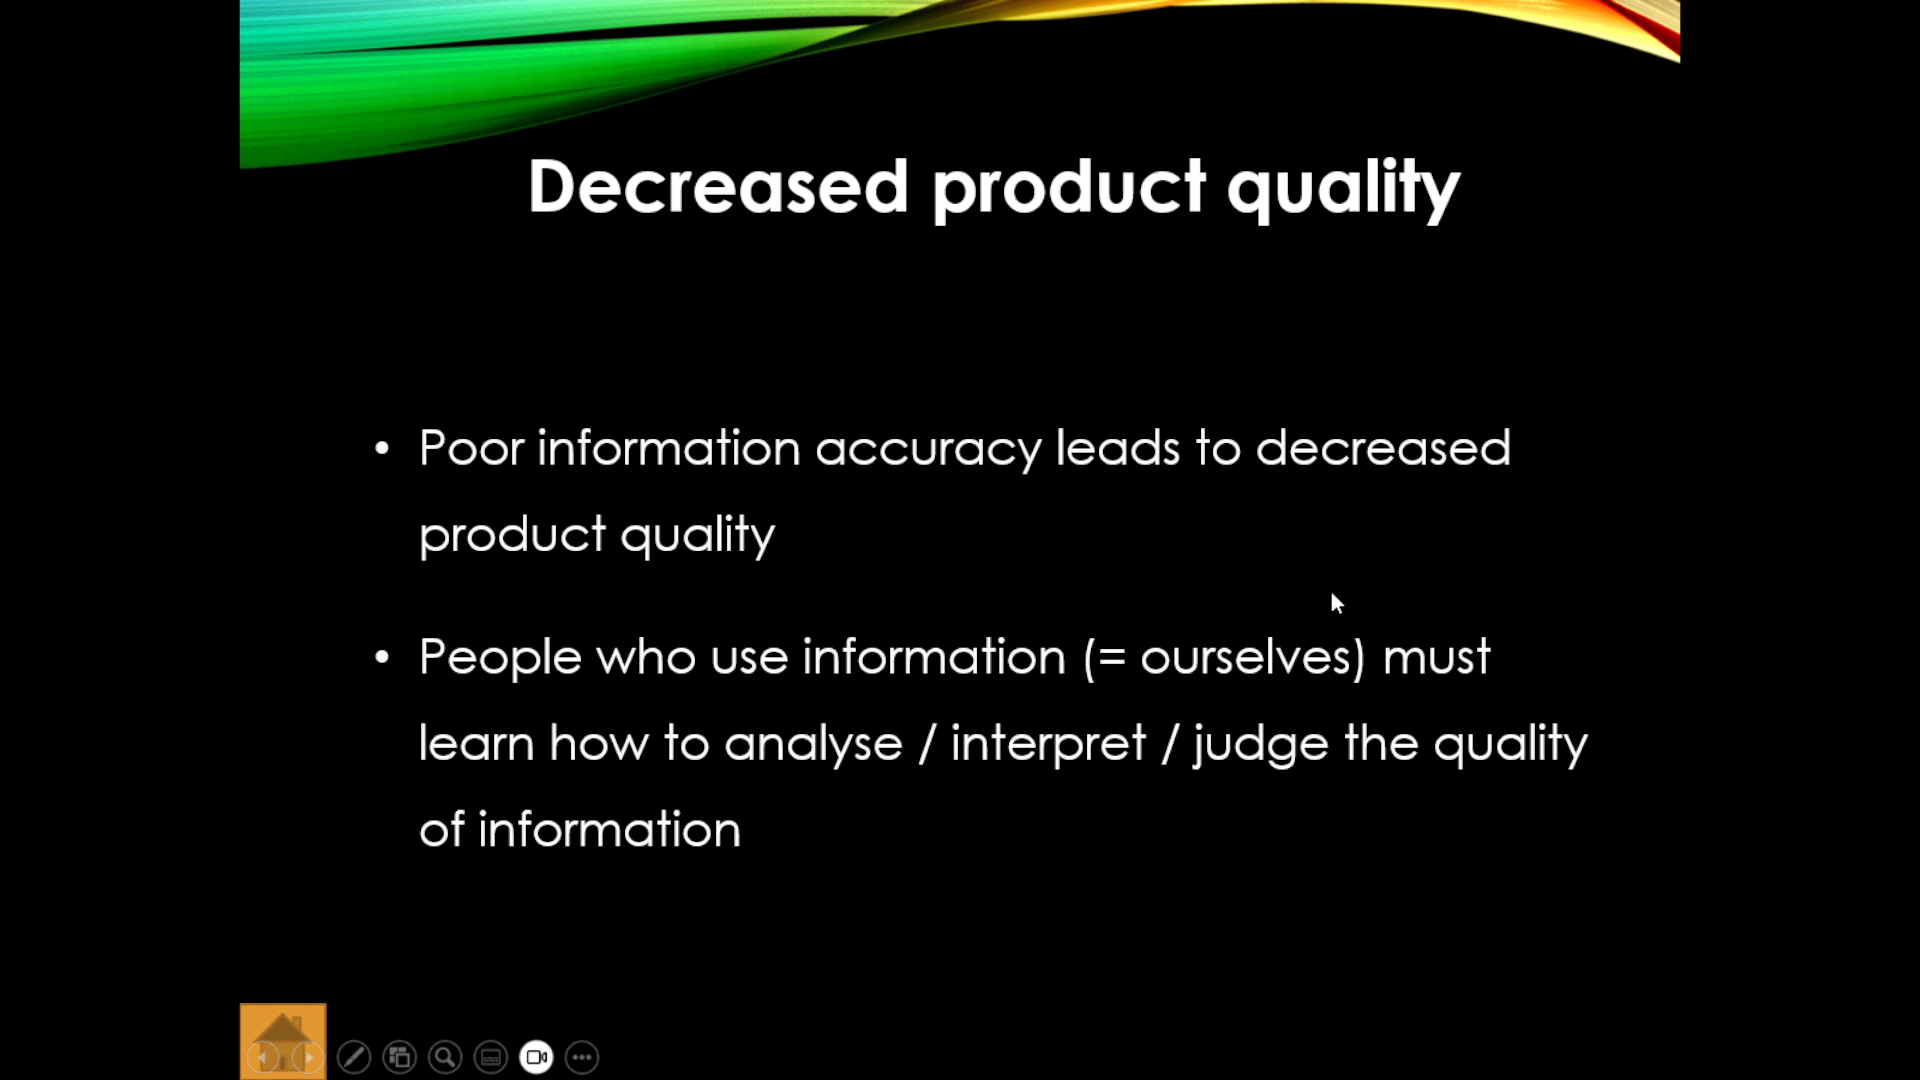 Decreased product quality
• Poor information accuracy leads to decreased
product quality
• People who use information (= ourselves) must
learn how to analyse / interpret / judge the quality
of information